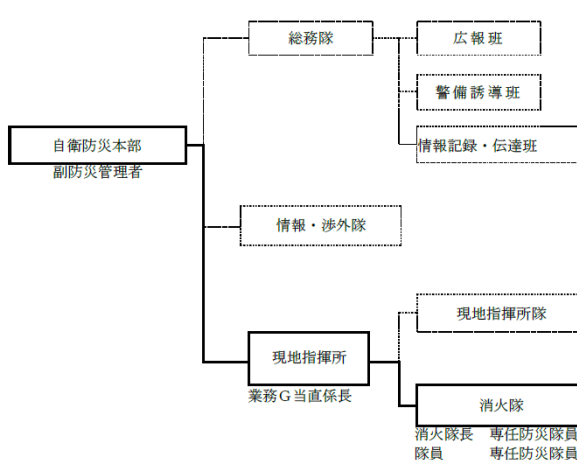 総務隊
広報班
警備誘導班
自衛防災本部
情報記録・伝達班
副防災管理者
情報・渉外隊
現地指揮所隊
現地指揮所
業務G当直係長
消火隊
消火隊長 専任防災隊員
隊員 専任防災隊員